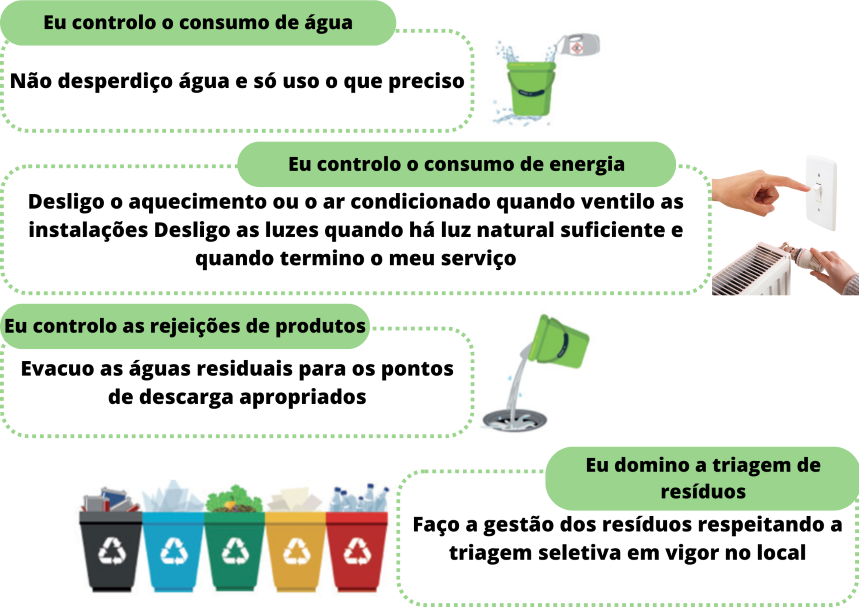 Eu controlo o consumo de água
Não desperdiço água e só uso o que preciso
Eu controlo o consumo de energia
Desligo o aquecimento ou o ar condicionado quando ventilo as
instalações Desligo as luzes quando há luz natural suficiente e
quando termino o meu serviço
Eu controlo as rejeições de produtos
Evacuo as águas residuais para os pontos
de descarga apropriados
Eu domino a triagem de
resíduos
Faço a gestão dos resíduos respeitando a
triagem seletiva em vigor no local